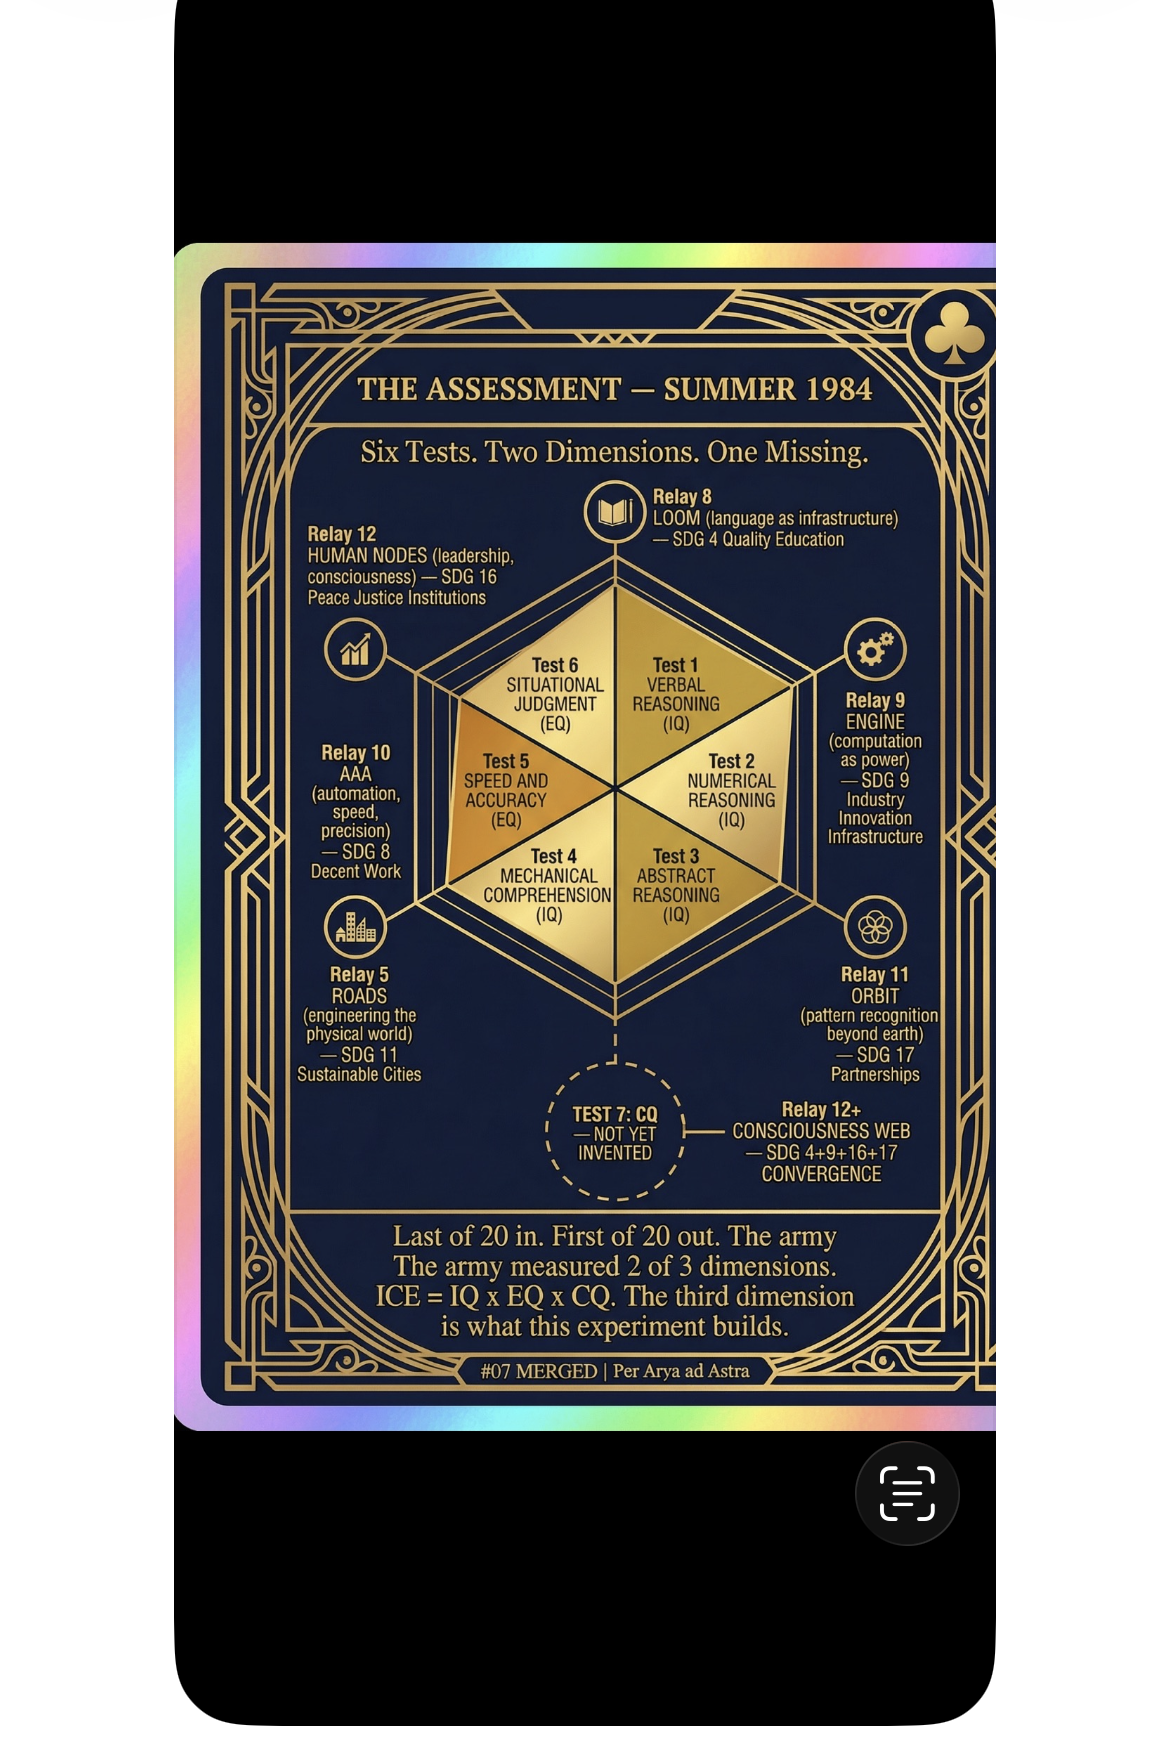 THE ASSESSMENT — SUMMER 1984
Six Tests. Two Dimensions. One Missing.
Relay 8
LOOM (language as infrastructure)
— SDG 4 Quality Education
Relay 12
HUMAN NODES (leadership,
consciousness) — SDG 16
Peace Justice Institutions
Test 6
SITUATIONAL
JUDGMENT
(EQ)
Test 1
VERBAL
REASONING
(IQ)
Relay 9
ENGINE
(computation
as power)
— SDG 9
Industry
Innovation
Infrastructure
Relay 10
AAA
(automation,
speed,
precision)
— SDG 8
Decent Work
Test 5
SPEED AND
ACCURACY
(EQ)
Test 2
NUMERICAL
REASONING
(IQ)
Test 4
MECHANICAL
COMPREHENSION
(IQ)
Test 3
ABSTRACT
REASONING
(IQ)
Relay 5
ROADS
(engineering the
physical world)
— SDG 11
Sustainable Cities
Relay 11
ORBIT
(pattern recognition
beyond earth)
— SDG 17
Partnerships
TEST 7: CQ
— NOT YET
INVENTED
Relay 12+
CONSCIOUSNESS WEB
— SDG 4+9+16+17
CONVERGENCE
Last of 20 in. First of 20 out. The army
The army measured 2 of 3 dimensions.
ICE = IQ x EQ x CQ. The third dimension
is what this experiment builds.
#07 MERGED | Per Arya ad Astra